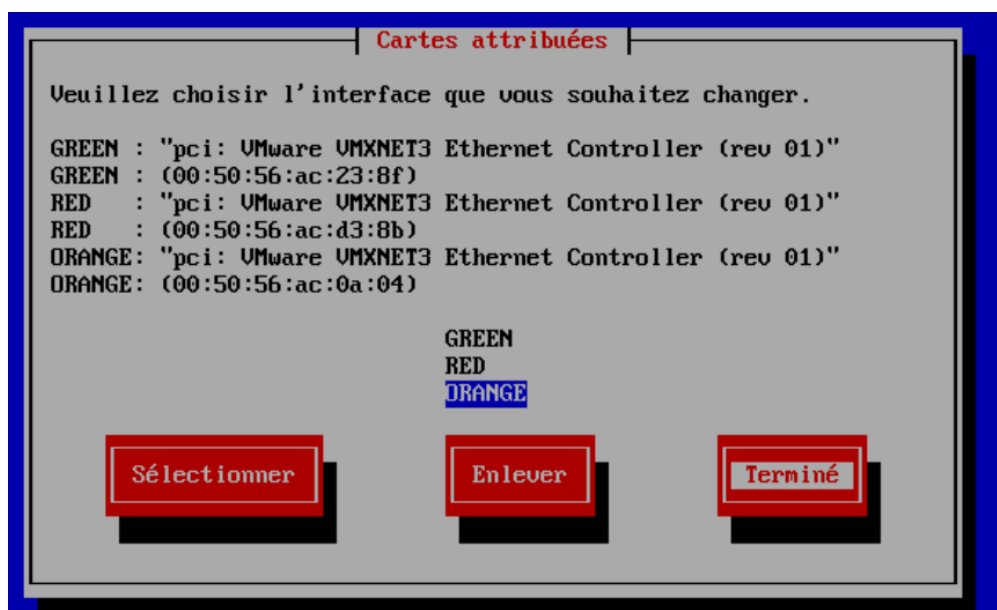 Cartes attribuées
Veuillez choisir l'interface que vous souhaitez changer.
GREEN : "pci: VMware VMXNET3 Ethernet Controller (rev 01)"
GREEN : (00:50:56:ac:23:8f)
RED : "pci: VMware VMXNET3 Ethernet Controller (rev 01)"
RED : (00:50:56:ac:d3:8b)
ORANGE: "pci: VMware VMXNET3 Ethernet Controller (rev 01)"
ORANGE: (00:50:56:ac:0a:04)
GREEN
RED
ORANGE
Sélectionner Enlever Terminé